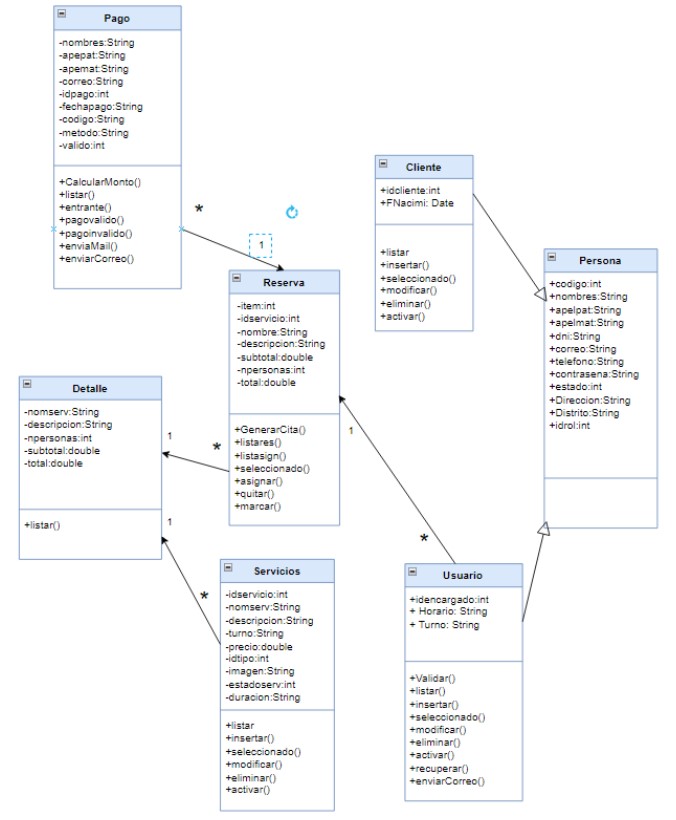 Pago
-nombres:String
-apepat:String
-apemat:String
-correo:String
-idpago:int
-fechapago:String
-codigo:String
-metodo:String
-valido:int
+CalcularMonto()
+listar()
+entrante()
+pagovalido()
+pagoinvalido()
+enviaMail()
+enviarCorreo()
*
1
Cliente
+idcliente:int
+FNacimi: Date
+listar
+insertar()
+seleccionado()
+modificar()
+eliminar()
+activar()
Persona
+codigo:int
+nombres:String
+apelpat:String
+apelmat:String
+dni:String
+correo:String
+telefono:String
+contrasena:String
+estado:int
+Direccion:String
+Distrito:String
+idrol:int
Reserva
-item:int
-idservicio:int
-nombre:String
-descripcion:String
-subtotal:double
-npersonas:int
-total:double
+GenerarCita()
+listares()
+listasign()
+seleccionado()
+asignar()
+quitar()
+marcar()
1
*
Detalle
-nomserv:String
-descripcion:String
-npersonas:int
-subtotal:double
-total:double
+listar()
1
*
1
*
Servicios
-idservicio:int
-nomserv:String
-descripcion:String
-turno:String
-precio:double
-idtipo:int
-imagen:String
-estadoserv:int
-duracion:String
+listar
+insertar()
+seleccionado()
+modificar()
+eliminar()
+activar()
Usuario
+idencargado:int
+ Horario: String
+ Turno: String
+Validar()
+listar()
+insertar()
+seleccionado()
+modificar()
+eliminar()
+activar()
+recuperar()
+enviarCorreo()